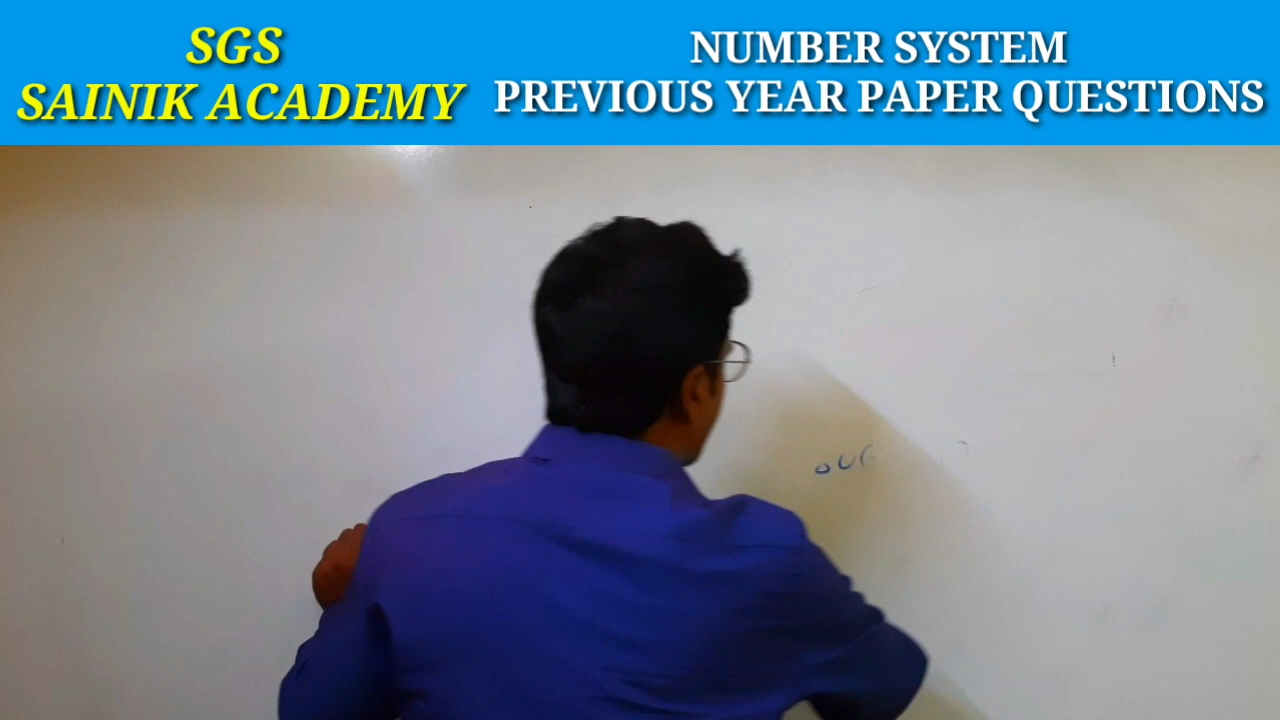 SGS
SAINIK ACADEMY
NUMBER SYSTEM
PREVIOUS YEAR PAPER QUESTIONS